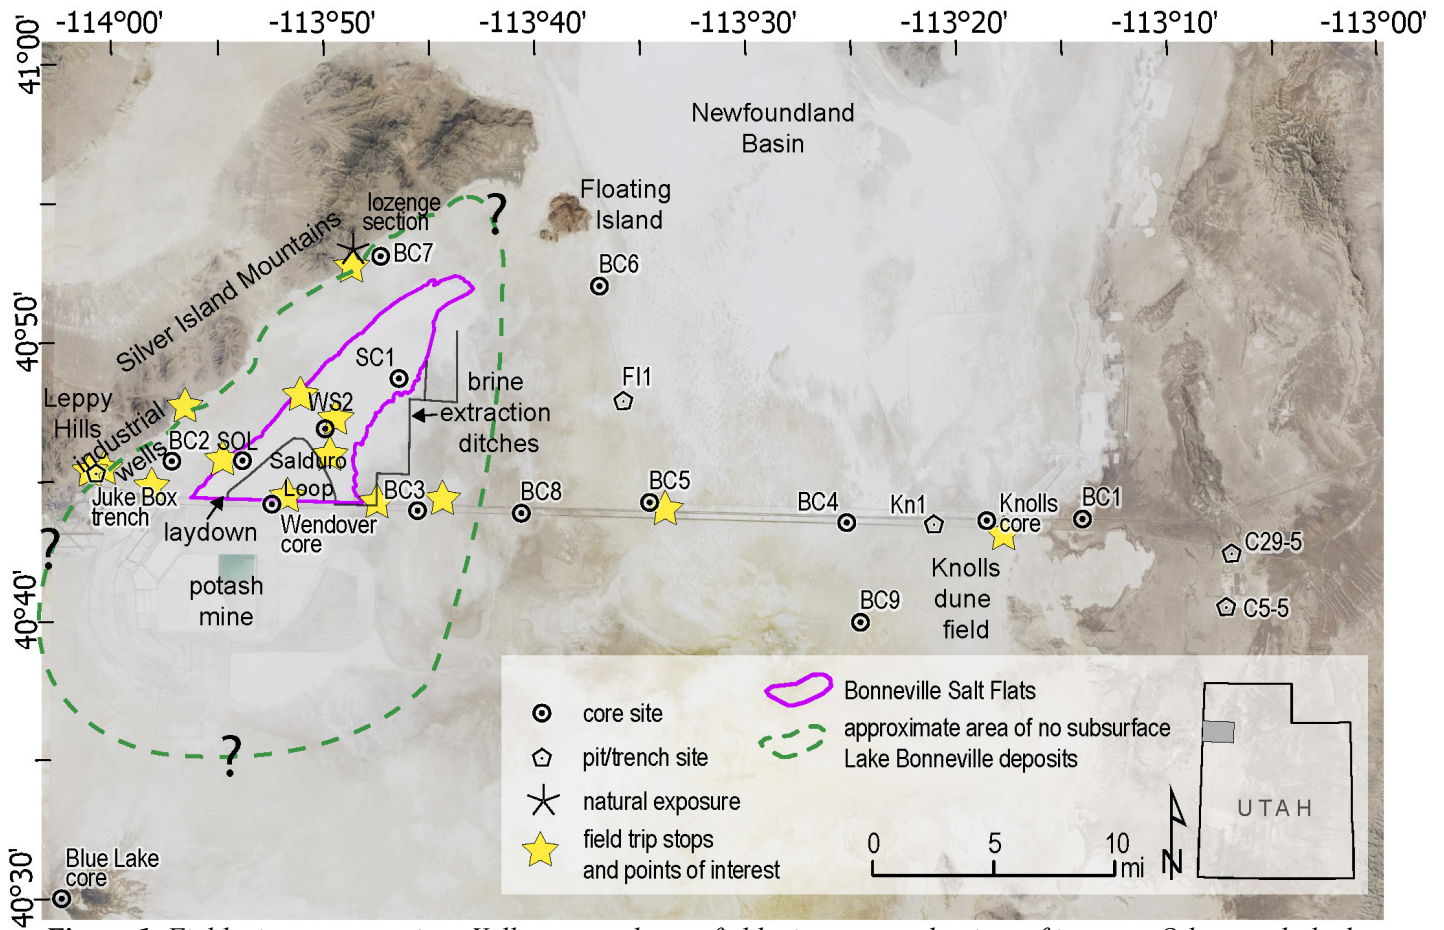 -114°00' -113°50' -113°40' -113°30' -113°20' -113°10' -113°00'
41°00'
40°50'
40°40'
40°30'
Newfoundland
Basin
Floating
Island
lozenge
section
?
BC7
BC6
Silver Island Mountains
SC1
FI1
brine
extraction
ditches
Leppy
Hills
industrial
wells
WS2
BC2
SOL
Salduro
Loop
Juke Box
trench
BC3
BC8
BC5
BC4
Kn1
Knolls
core
BC1
laydown
Wendover
core
?
potash
mine
C29-5
C5-5
Knolls
dune
field
BC9
?
Blue Lake
core
core site
pit/trench site
natural exposure
field trip stops
and points of interest
Bonneville Salt Flats
approximate area of no subsurface
Lake Bonneville deposits
0 5 10
mi
N
UTAH